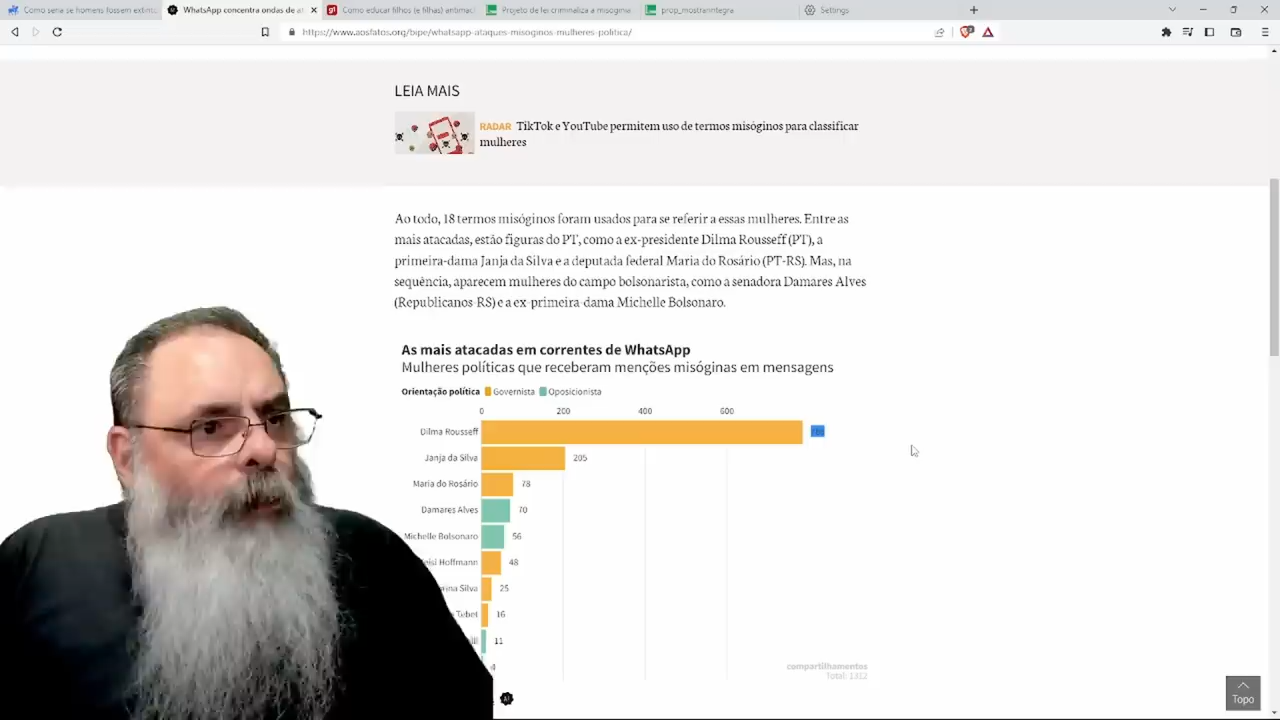 Como seria se homens fossem extint
WhatsApp concentra ondas de at
Como educar filhos (e filhas) antimac
Projeto de lei criminaliza a misoginia
prop_mostrarintegra
Settings
https://www.aosfatos.org/bipe/whatsapp-ataques-misoginos-mulheres-politica/
LEIA MAIS
RADAR TikTok e YouTube permitem uso de termos misóginos para classificar
mulheres
Ao todo, 18 termos misóginos foram usados para se referir a essas mulheres. Entre as
mais atacadas, estão figuras do PT, como a ex-presidente Dilma Rousseff (PT), a
primeira-dama Janja da Silva e a deputada federal Maria do Rosário (PT-RS). Mas, na
sequência, aparecem mulheres do campo bolsonarista, como a senadora Damares Alves
(Republicanos-RS) e a ex-primeira-dama Michelle Bolsonaro.
As mais atacadas em correntes de WhatsApp
Mulheres políticas que receberam menções misóginas em mensagens
Orientação política Governista Oposicionista
0 200 400 600
Dilma Rousseff
Janja da Silva 205
Maria do Rosário 78
Damares Alves 70
Michelle Bolsonaro 56
Hoffmann 48
Silva 25
Tebet 16
11
4
compartilhamentos
Total: 1312
Topo